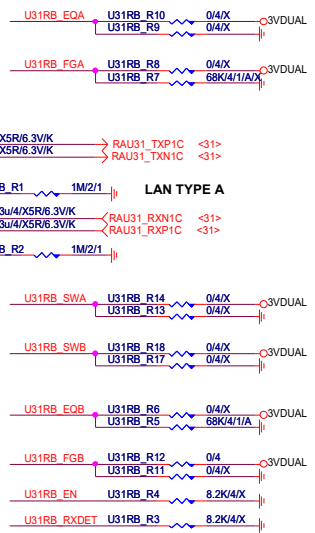 U31RB_EQA U31RB_R10 0/4/X 3VDUAL
U31RB_R9 0/4/X
U31RB_FGA U31RB_R8 0/4/X 3VDUAL
U31RB_R7 68K/4/1/A/X
X5R/6.3V/K RAU31_TXP1C <31>
X5R/6.3V/K RAU31_TXN1C <31>
B_R1 1M/2/1 LAN TYPE A
3u/4/X5R/6.3V/K RAU31_RXN1C <31>
3u/4/X5R/6.3V/K RAU31_RXP1C <31>
B_R2 1M/2/1
U31RB_SWA U31RB_R14 0/4/X 3VDUAL
U31RB_R13 0/4/X
U31RB_SWB U31RB_R18 0/4/X 3VDUAL
U31RB_R17 0/4/X
U31RB_EQB U31RB_R6 0/4/X 3VDUAL
U31RB_R5 68K/4/1/A
U31RB_FGB U31RB_R12 0/4 3VDUAL
U31RB_R11 0/4/X
U31RB_EN U31RB_R4 8.2K/4/X
U31RB_RXDET U31RB_R3 8.2K/4/X